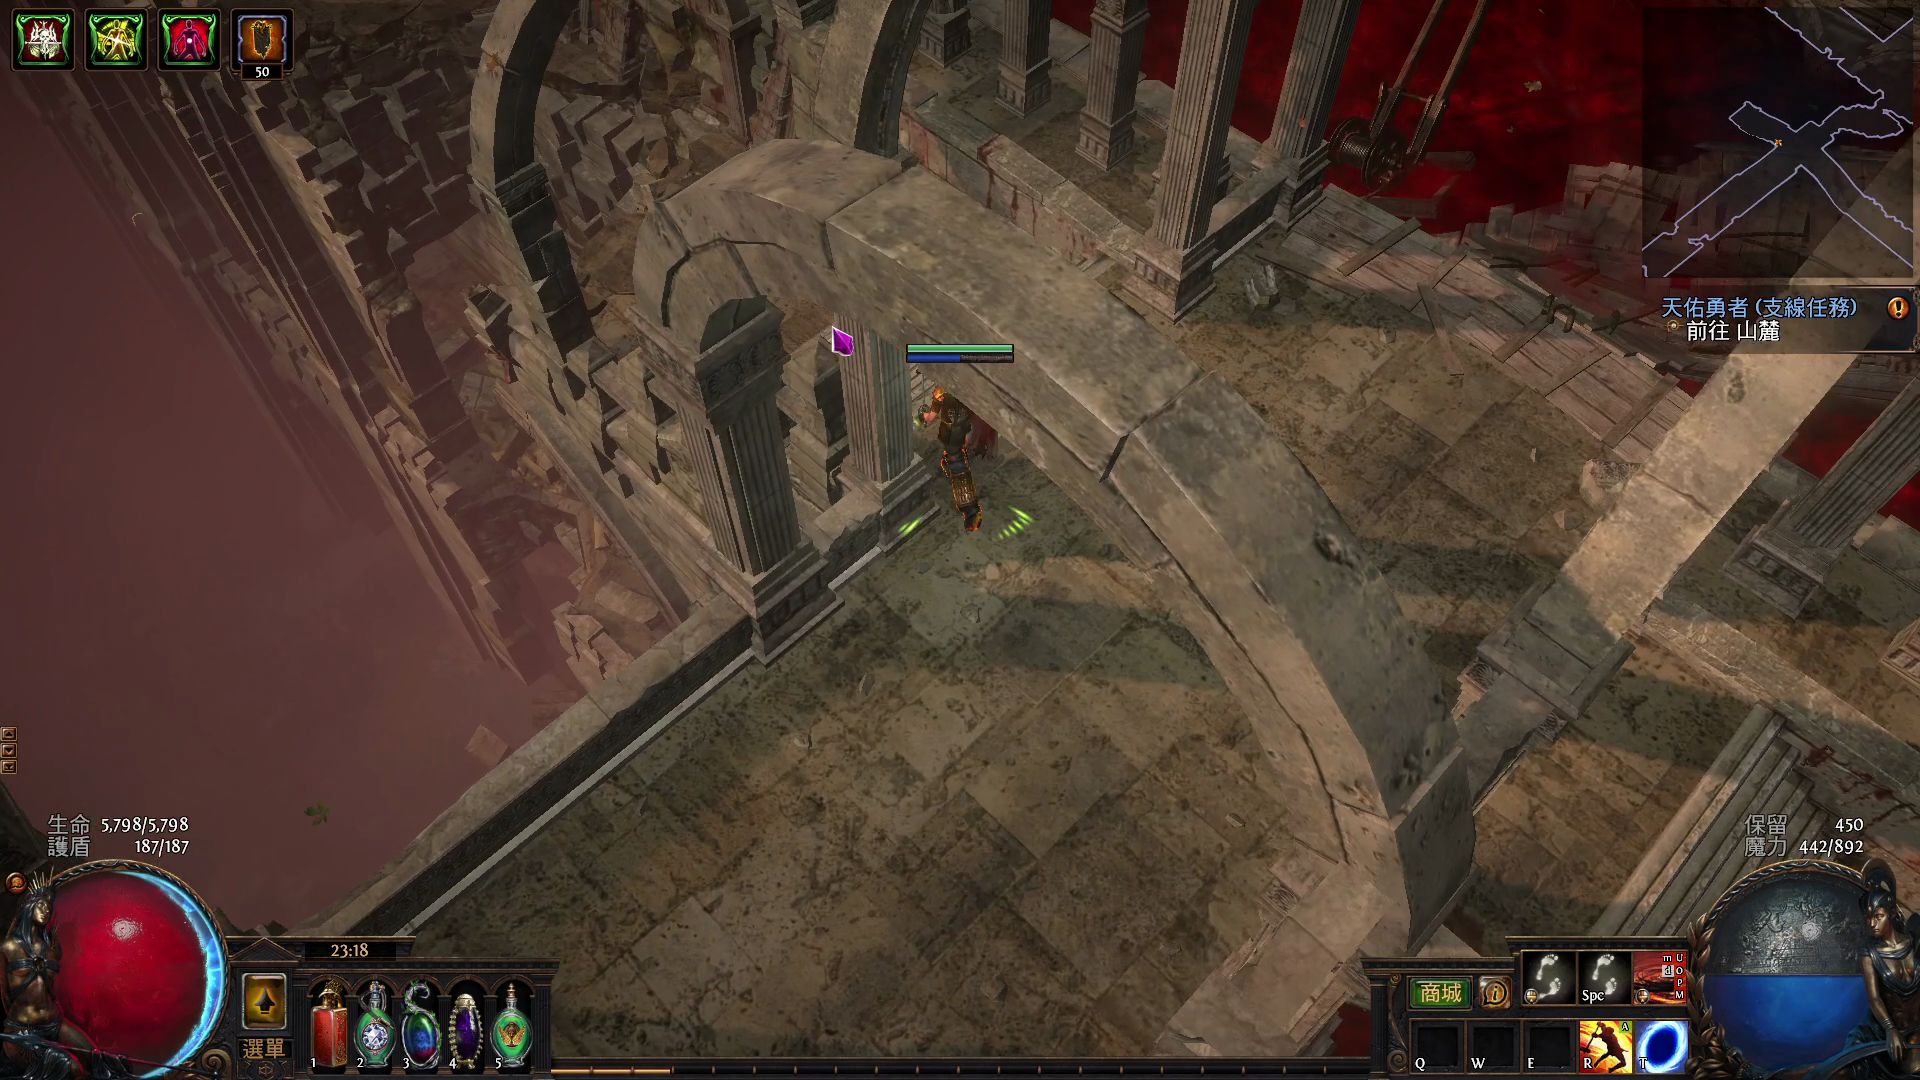 50
天佑勇者 (支線任務)
前往 山麓
生命 5,798/5,798
護盾 187/187
保留 450
魔力 442/892
23:18
選單
1
2
3
4
5
商城
Spc
m U
d O
P
M
Q
W
E
R
A
T